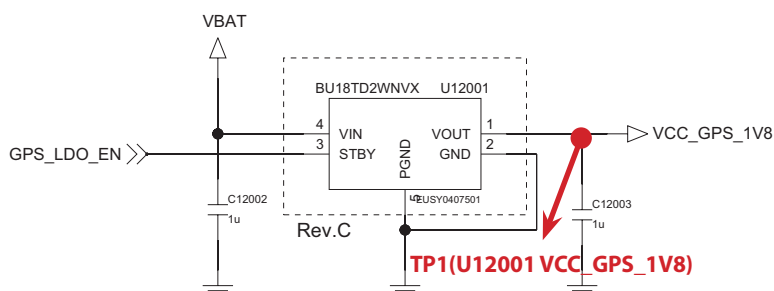 VBAT
BU18TD2WNVX U12001
4 VIN VOUT 1
GPS_LDO_EN 3 STBY GND 2
VCC_GPS_1V8
PGND
5
EUSY0407501
C12002
1u
C12003
1u
Rev.C
TP1(U12001 VCC_GPS_1V8)